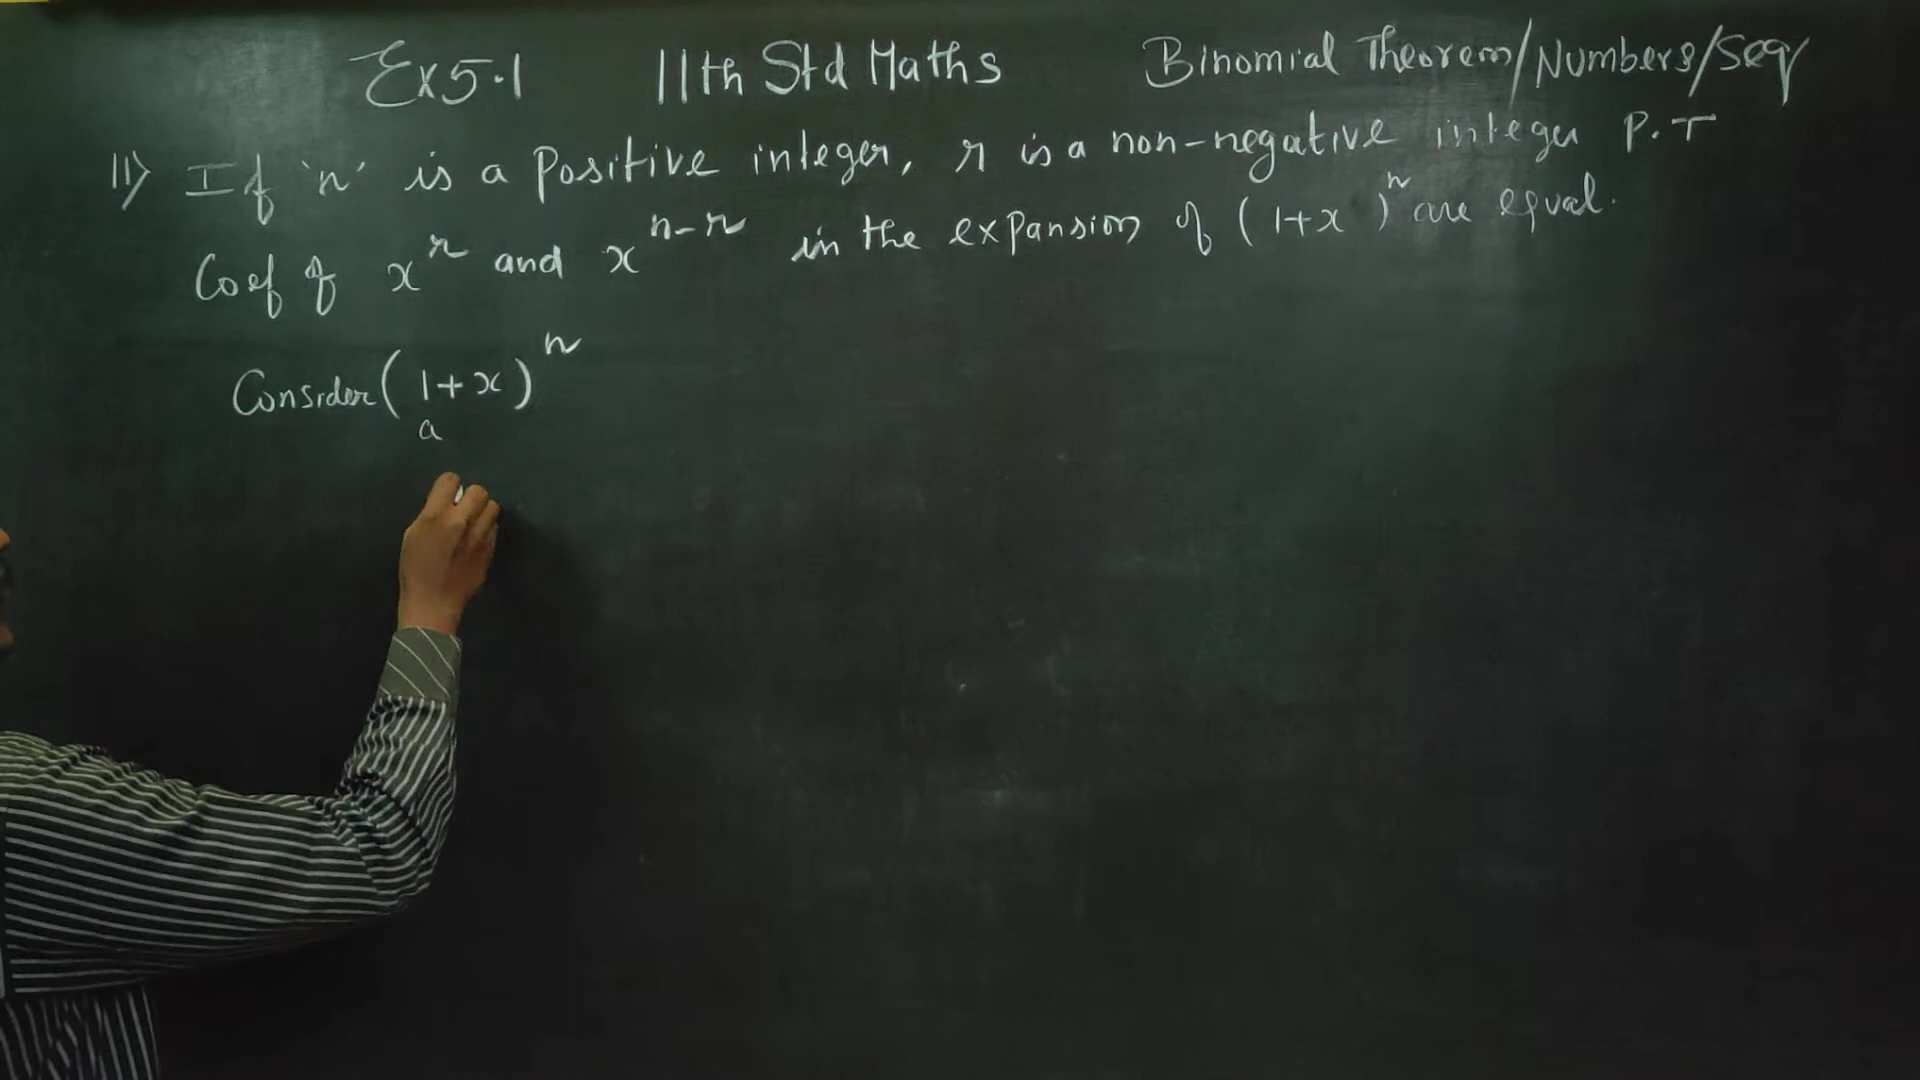 Ex 5.1 11th Std Maths Binomial Theorem/Numbers/Seq
11) If 'n' is a positive integer, r is a non-negative integer P.T
Coef of x^r and x^{n-r} in the expansion of (1+x)^n are equal.
Consider (1+x)^n
a